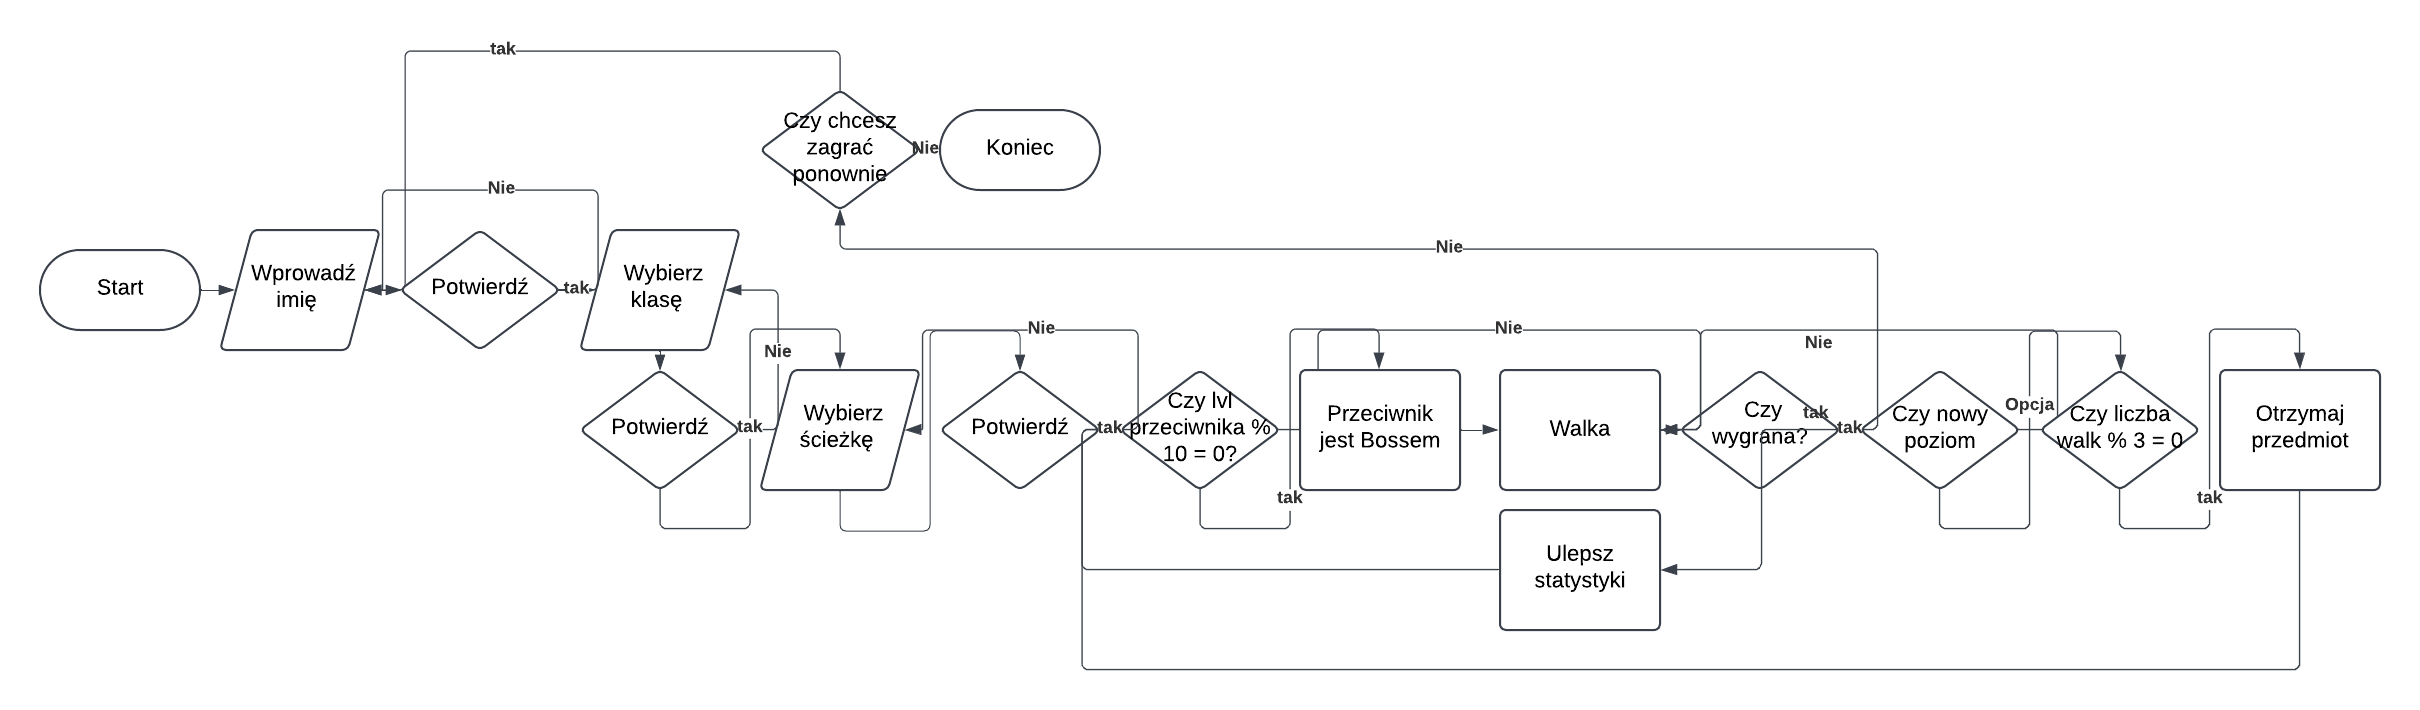 tak
Czy chcesz
zagrać
ponownie
Nie
Koniec
Nie
Start
Wprowadź
imię
Potwierdź
tak
Wybierz
klasę
Nie
Potwierdź
tak
Nie
Wybierz
ścieżkę
Nie
Potwierdź
tak
Czy lvl
przeciwnika %
10 = 0?
tak
Przeciwnik
jest Bossem
Nie
Walka
Czy
wygrana?
tak
Nie
tak
Czy nowy
poziom
Opcja
Czy liczba
walk % 3 = 0
tak
Otrzymaj
przedmiot
Ulepsz
statystyki